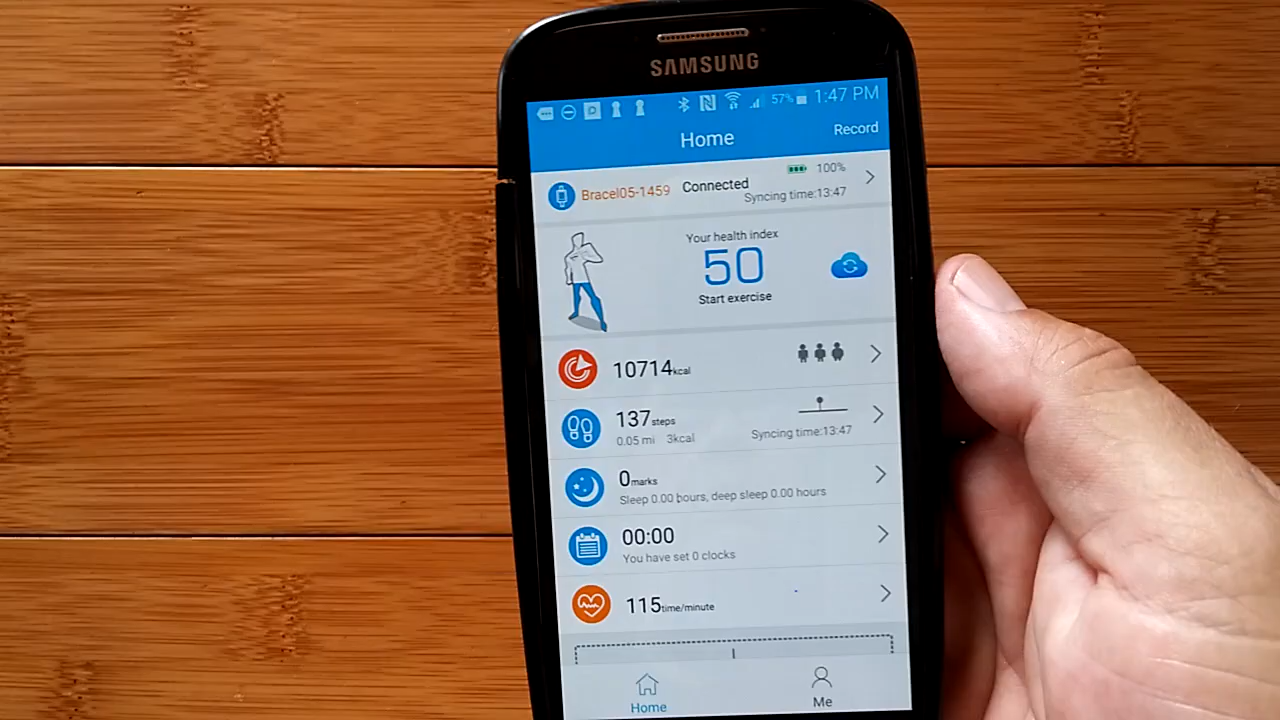 SAMSUNG
57% 1:47 PM
Home
Record
Bracel05-1459 Connected
100%
Syncing time:13:47
Your health index
50
Start exercise
10714kcal
137steps
0.05 mi 3kcal
Syncing time:13:47
0marks
Sleep 0.00 hours, deep sleep 0.00 hours
00:00
You have set 0 clocks
115time/minute
Home
Me